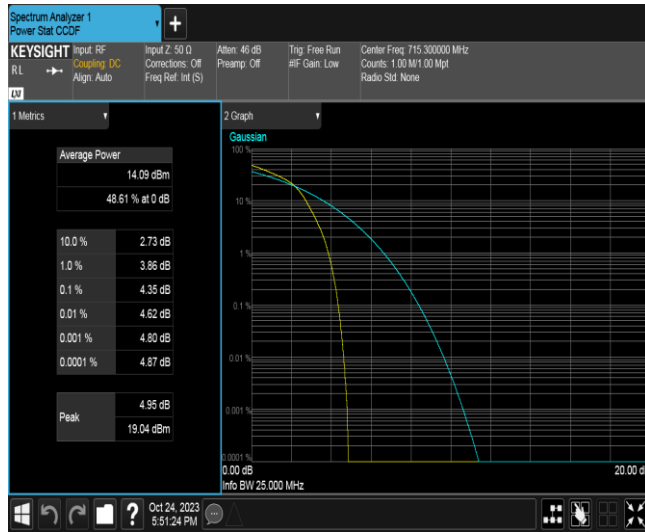 Spectrum Analyzer 1
Power Stat CCDF
+
KEYSIGHT
RL
LXI
Input: RF
Coupling: DC
Align: Auto
Input Z: 50 Ω
Corrections: Off
Freq Ref: Int (S)
Atten: 46 dB
Preamp: Off
Trig: Free Run
#IF Gain: Low
Center Freq: 715.300000 MHz
Counts: 1.00 M/1.00 Mpt
Radio Std: None
1 Metrics
Average Power
14.09 dBm
48.61 % at 0 dB
10.0 % 2.73 dB
1.0 % 3.86 dB
0.1 % 4.35 dB
0.01 % 4.62 dB
0.001 % 4.80 dB
0.0001 % 4.87 dB
Peak
4.95 dB
19.04 dBm
2 Graph
Gaussian
100 %
10 %
1 %
0.1 %
0.01 %
0.001 %
0.0001 %
0.00 dB
20.00 d
Info BW 25.000 MHz
?
Oct 24, 2023
5:51:24 PM